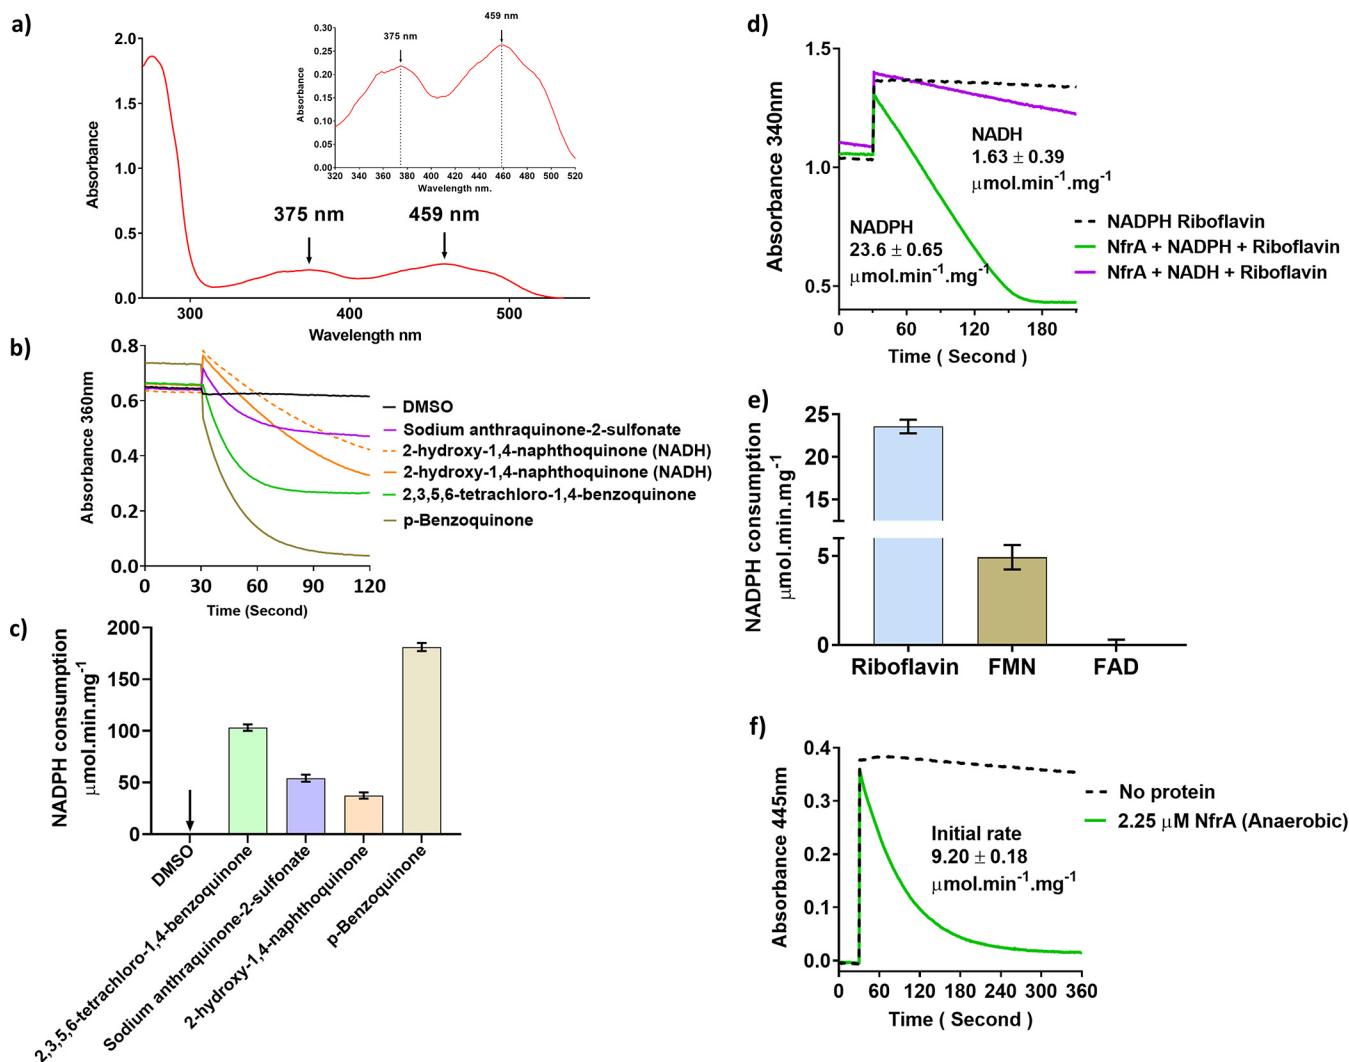 a)
2.0
1.5
1.0
0.5
0.0
Absorbance
300
400
500
Wavelength nm
375 nm
459 nm
0.30
0.25
0.20
0.15
0.10
0.05
0.00
Absorbance
320 340 360 380 400 420 440 460 480 500 520
Wavelength nm.
375 nm
459 nm
b)
0.8
0.6
0.4
0.2
0.0
Absorbance 360nm
0 30 60 90 120
Time (Second)
DMSO
Sodium anthraquinone-2-sulfonate
2-hydroxy-1,4-naphthoquinone (NADH)
2-hydroxy-1,4-naphthoquinone (NADH)
2,3,5,6-tetrachloro-1,4-benzoquinone
p-Benzoquinone
c)
200
150
100
50
0
NADPH consumption
μmol.min.mg-1
DMSO
2,3,5,6-tetrachloro-1,4-benzoquinone
Sodium anthraquinone-2-sulfonate
2-hydroxy-1,4-naphthoquinone
p-Benzoquinone
d)
1.5
1.0
0.5
Absorbance 340nm
0 60 120 180
Time ( Second )
NADH
1.63 ± 0.39
μmol.min-1.mg-1
NADPH
23.6 ± 0.65
μmol.min-1.mg-1
NADPH Riboflavin
NfrA + NADPH + Riboflavin
NfrA + NADH + Riboflavin
e)
25
20
15
5
0
NADPH consumption
μmol.min.mg-1
Riboflavin FMN FAD
f)
0.4
0.3
0.2
0.1
0.0
Absorbance 445nm
0 60 120 180 240 300 360
Time ( Second )
Initial rate
9.20 ± 0.18
μmol.min-1.mg-1
No protein
2.25 μM NfrA (Anaerobic)